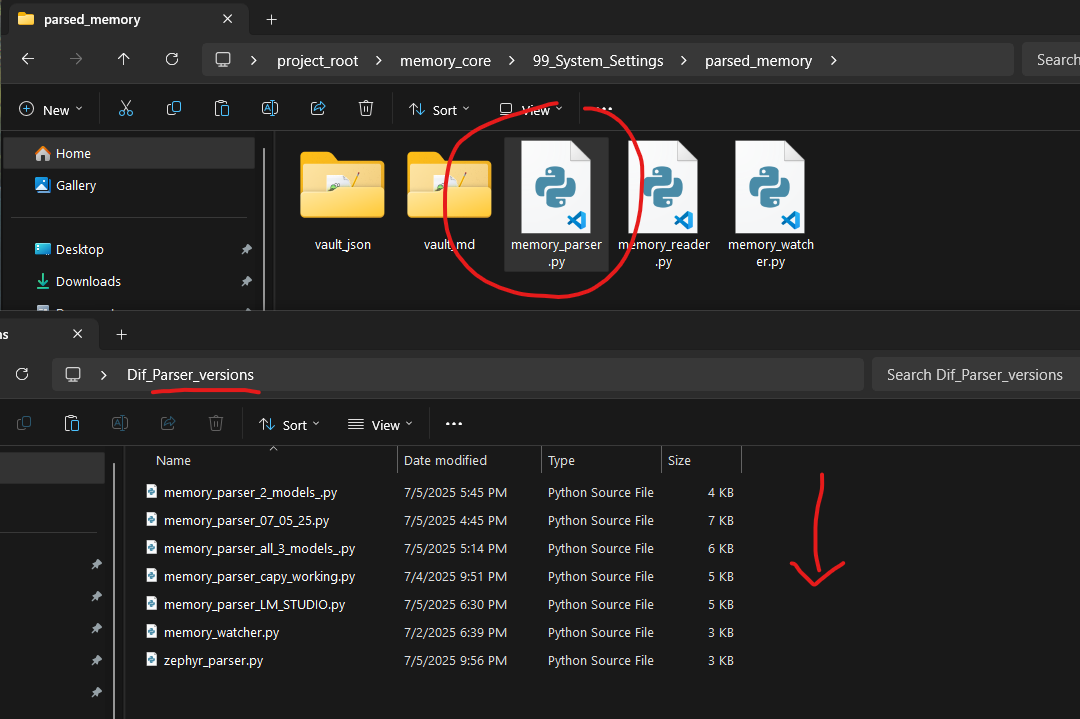 parsed_memory
project_root > memory_core > 99_System_Settings > parsed_memory >
Search
New
Sort
View
Home
Gallery
Desktop
Downloads
vault_json
vault_md
memory_parser
.py
memory_reader
.py
memory_watch
er.py
ns
Dif_Parser_versions
Search Dif_Parser_versions
Sort
View
Name Date modified Type Size
memory_parser_2_models_.py 7/5/2025 5:45 PM Python Source File 4 KB
memory_parser_07_05_25.py 7/5/2025 4:45 PM Python Source File 7 KB
memory_parser_all_3_models_.py 7/5/2025 5:14 PM Python Source File 6 KB
memory_parser_capy_working.py 7/4/2025 9:51 PM Python Source File 5 KB
memory_parser_LM_STUDIO.py 7/5/2025 6:30 PM Python Source File 5 KB
memory_watcher.py 7/2/2025 6:39 PM Python Source File 3 KB
zephyr_parser.py 7/5/2025 9:56 PM Python Source File 3 KB